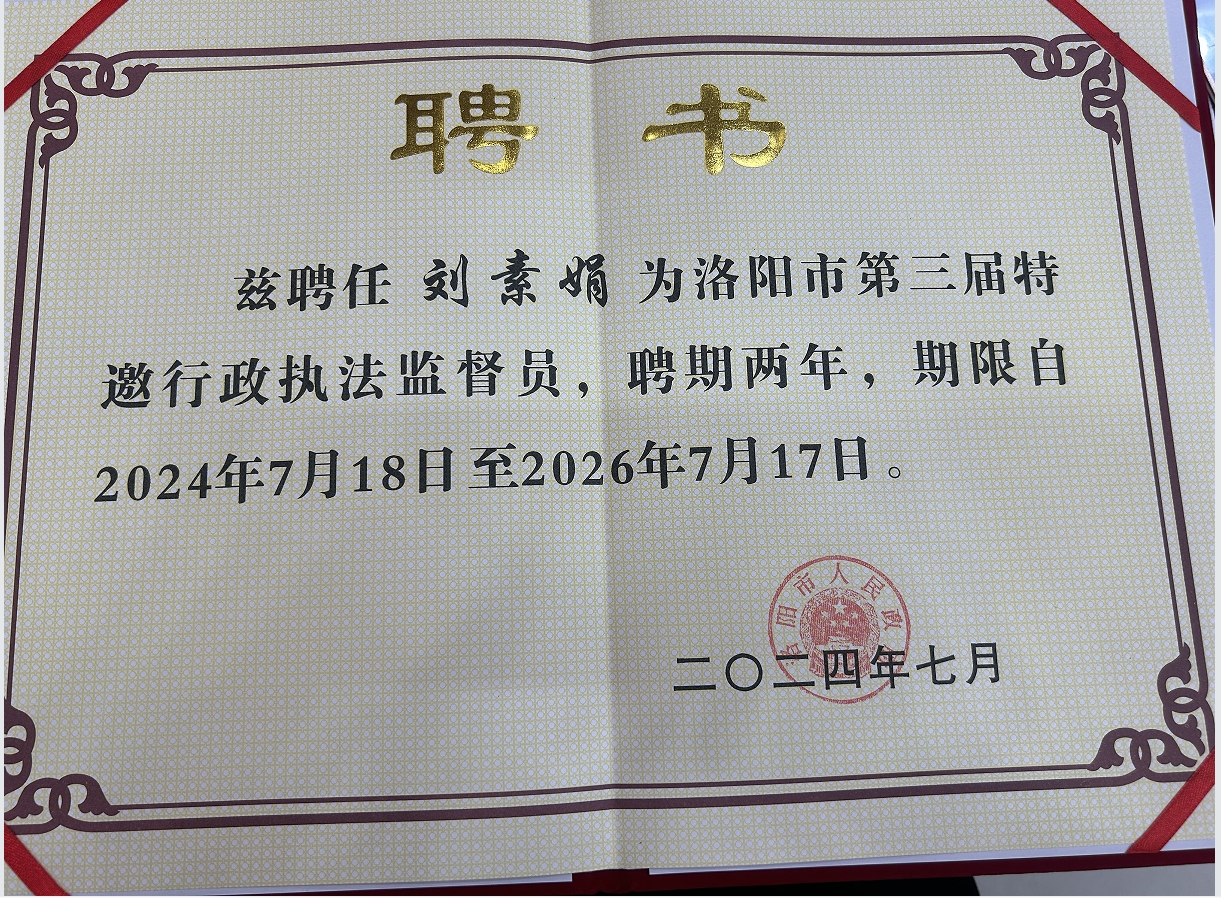 聘书
兹聘任 刘素娟 为洛阳市第三届特
邀行政执法监督员，聘期两年，期限自
2024年7月18日至2026年7月17日。
洛阳市人民政
二〇二四年七月